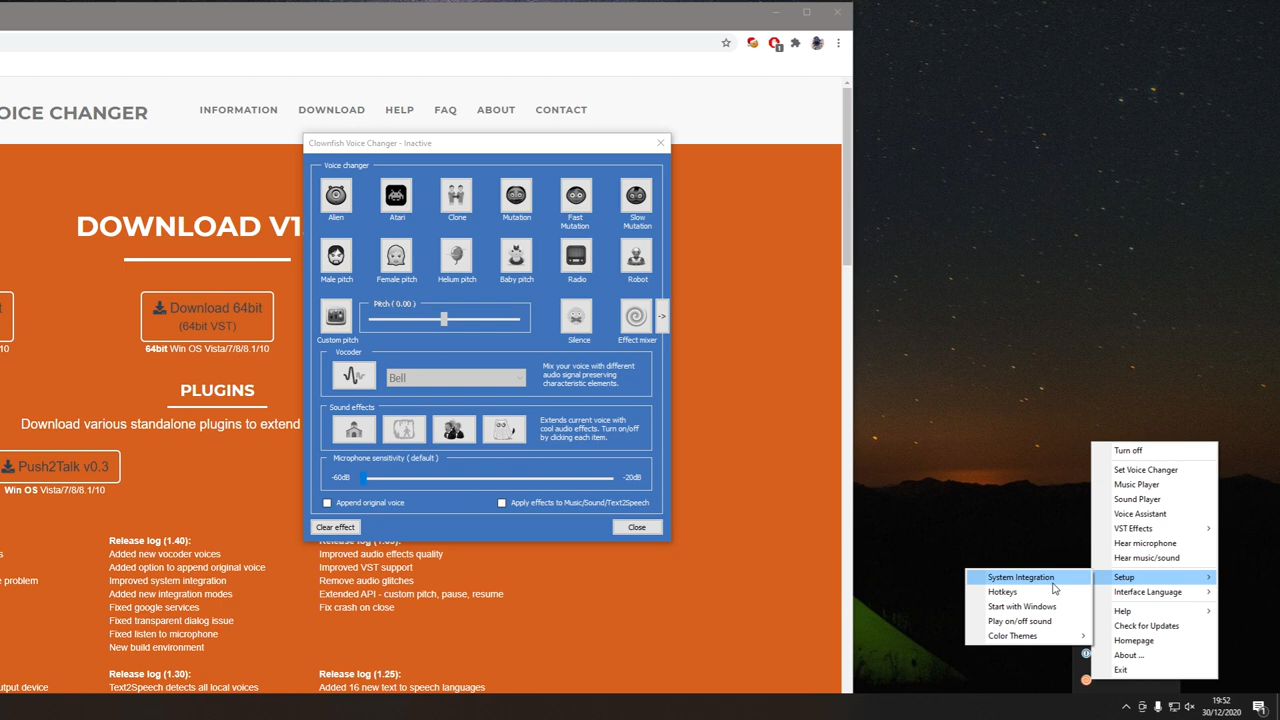 OICE CHANGER
INFORMATION
DOWNLOAD
HELP
FAQ
ABOUT
CONTACT
DOWNLOAD V1.
Download 64bit
(64bit VST)
64bit Win OS Vista/7/8/8.1/10
PLUGINS
Download various standalone plugins to extend
Push2Talk v0.3
Win OS Vista/7/8/8.1/10
Release log (1.40)
Added new vocoder voices
Added option to append original voice
Improved system integration
Added new integration modes
Fixed google services
Fixed transparent dialog issue
Fixed listen to microphone
New build environment
e problem
Improved audio effects quality
Improved VST support
Remove audio glitches
Extended API - custom pitch, pause, resume
Fix crash on close
Release log (1.30):
Text2Speech detects all local voices
Release log (1.25):
Added 16 new text to speech languages
utput device
Clownfish Voice Changer - Inactive
Voice changer
Alien
Atari
Clone
Mutation
Fast
Mutation
Slow
Mutation
Male pitch
Female pitch
Helium pitch
Baby pitch
Radio
Robot
Custom pitch
Pitch ( 0.00 )
Silence
Effect mixer
->
Vocoder
Bell
Mix your voice with different
audio signal preserving
characteristic elements.
Sound effects
Extends current voice with
cool audio effects. Turn on/off
by clicking each item.
Microphone sensitivity ( default )
-60dB
-20dB
Append original voice
Apply effects to Music/Sound/Text2Speech
Clear effect
Close
Turn off
Set Voice Changer
Music Player
Sound Player
Voice Assistant
VST Effects
Hear microphone
Hear music/sound
Setup
Interface Language
Help
Check for Updates
Homepage
About ...
Exit
System Integration
Hotkeys
Start with Windows
Play on/off sound
Color Themes
19:52
30/12/2020